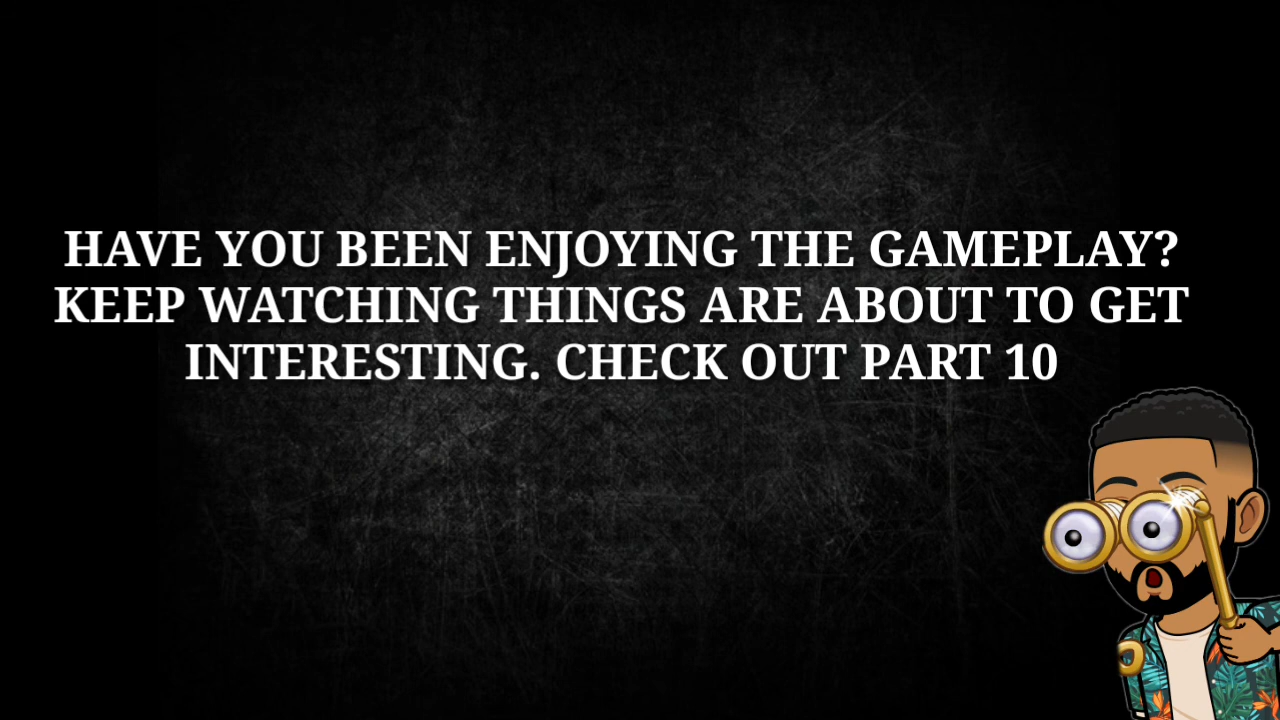 HAVE YOU BEEN ENJOYING THE GAMEPLAY?
KEEP WATCHING THINGS ARE ABOUT TO GET
INTERESTING. CHECK OUT PART 10